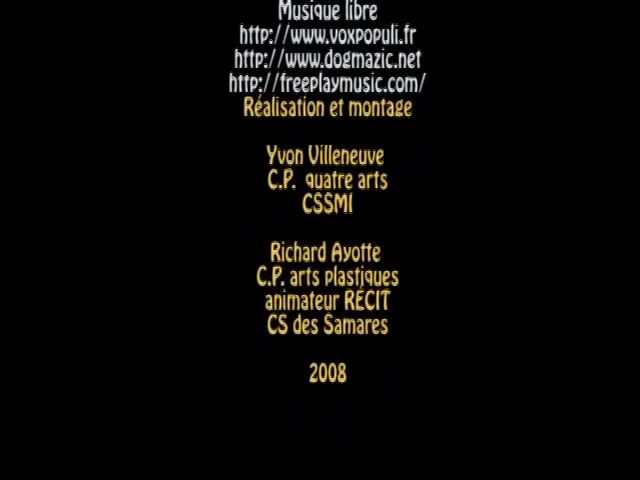 Musique libre
http://www.voxpopuli.fr
http://www.dogmazic.net
http://freeplaymusic.com/
Réalisation et montage
Yvon Villeneuve
C.P. quatre arts
CSSMI
Richard Ayotte
C.P. arts plastiques
animateur RÉCIT
CS des Samares
2008